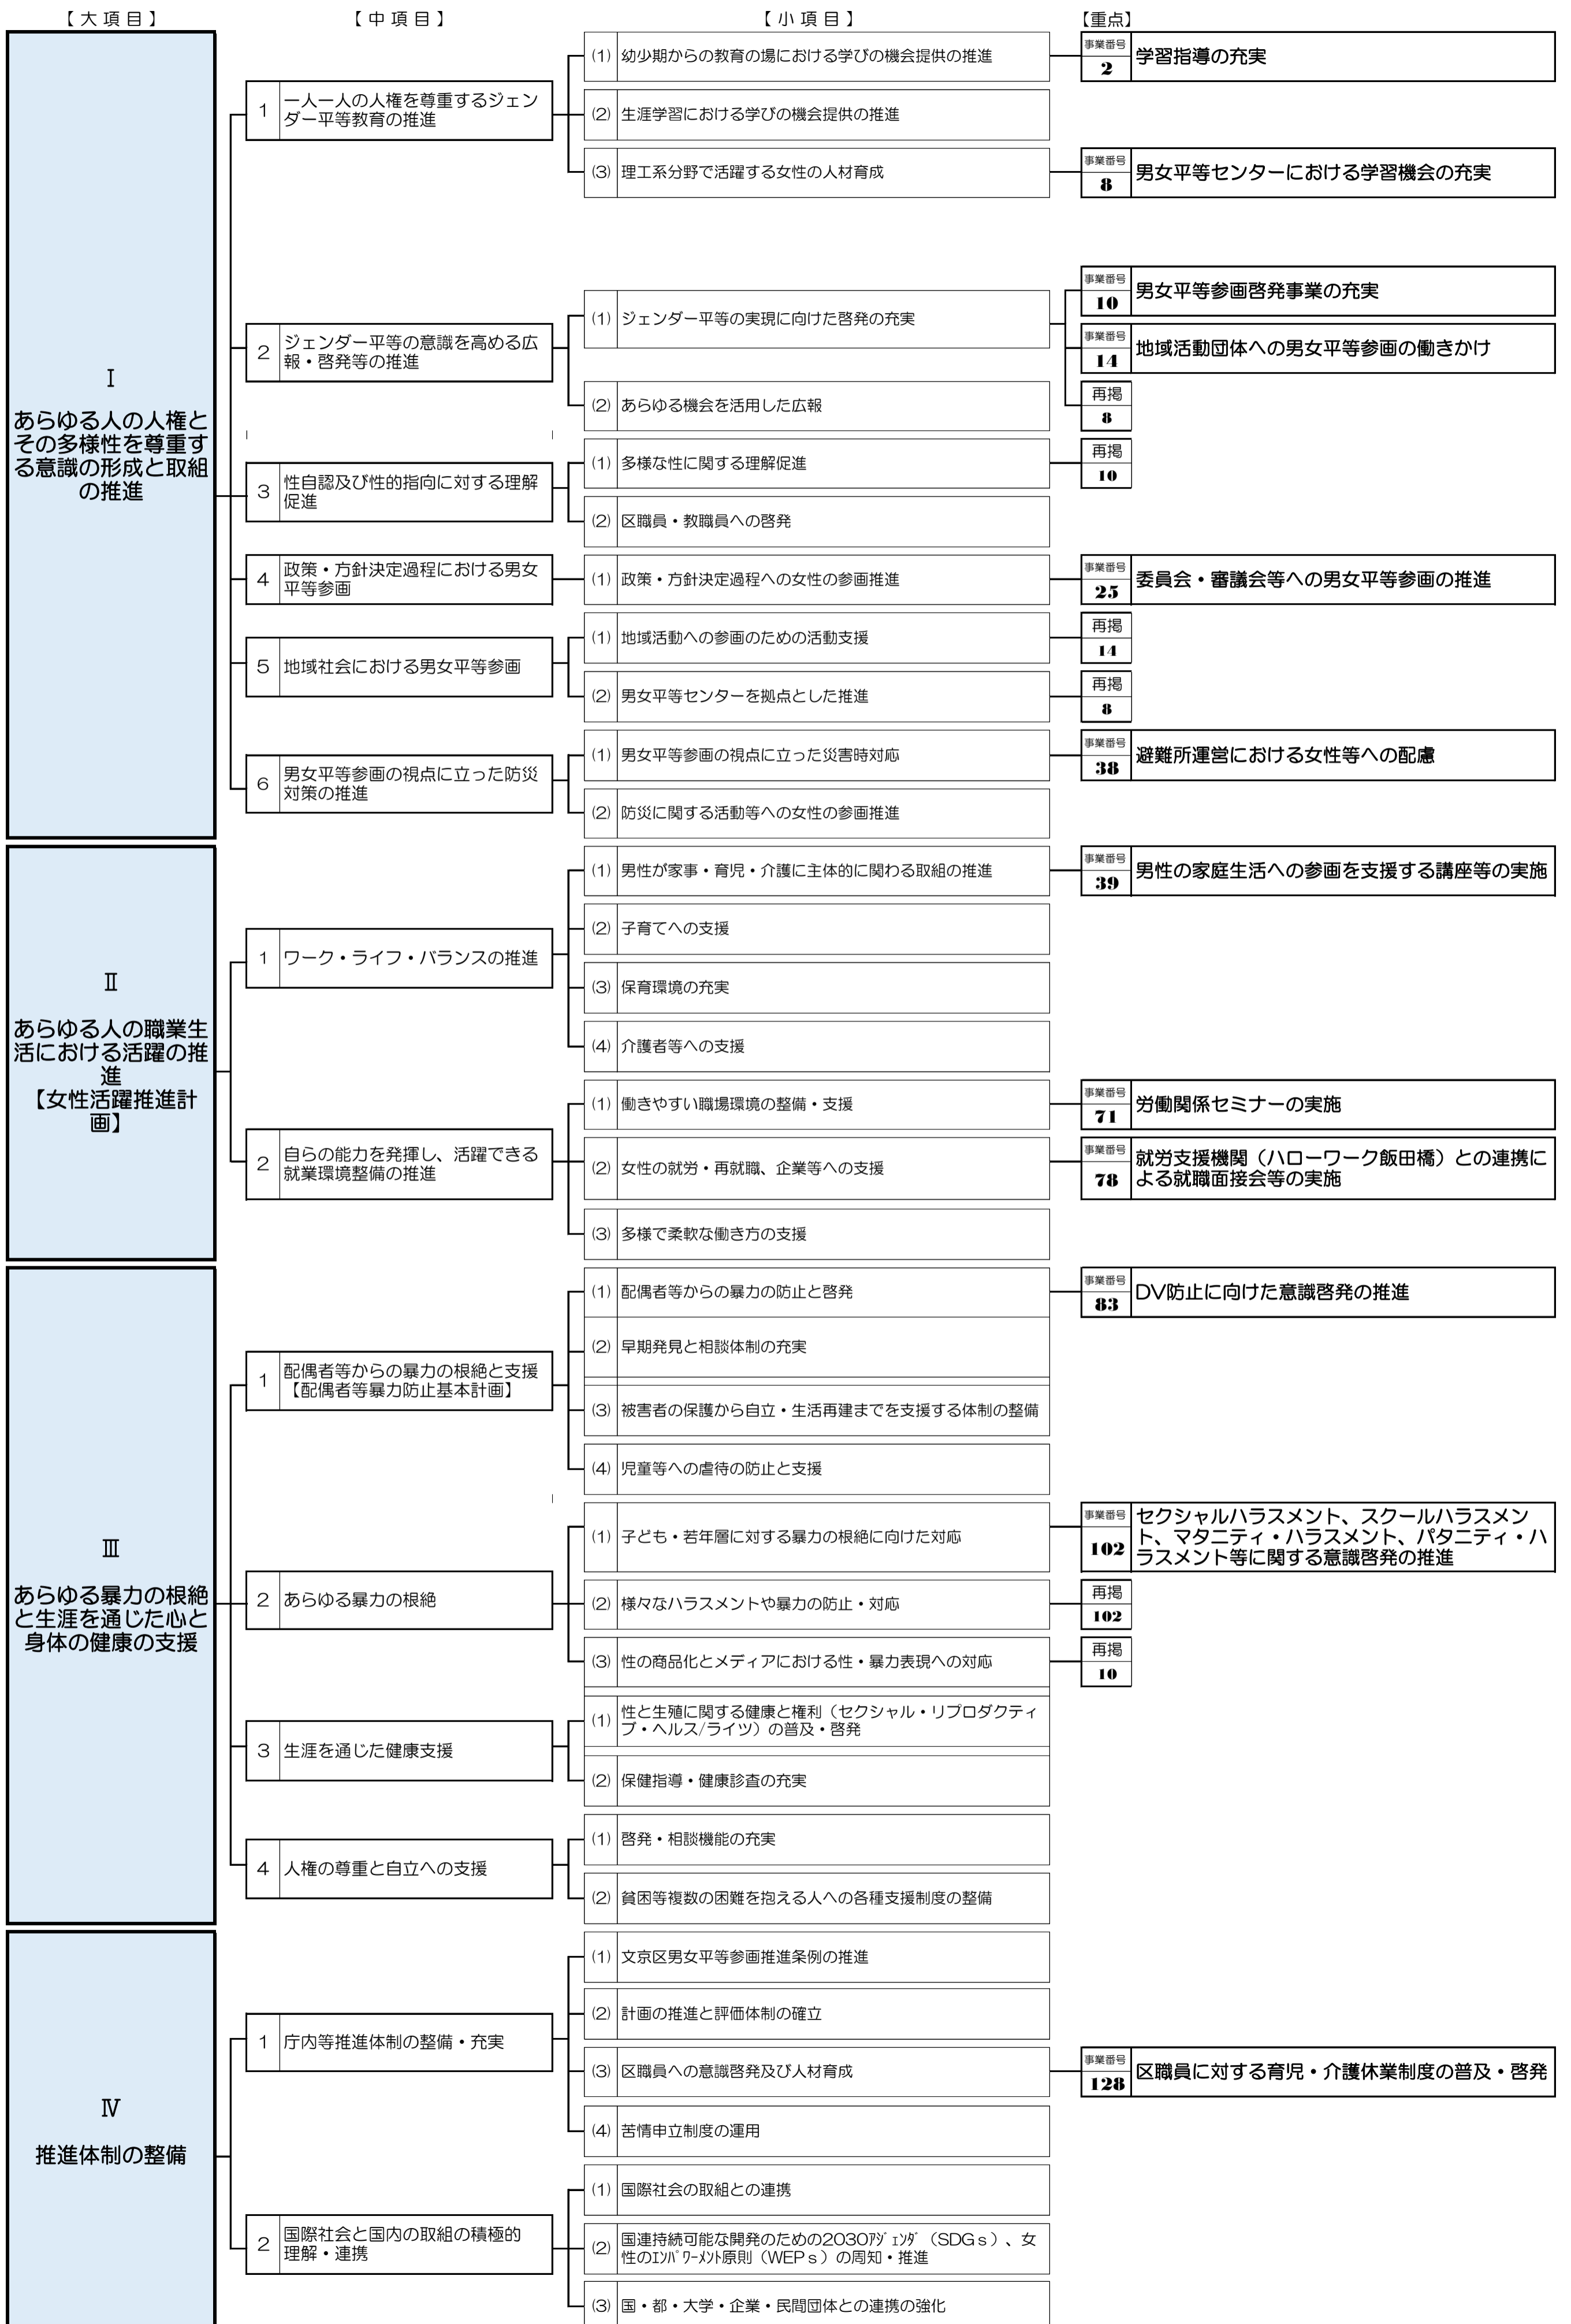 【大項目】
【中項目】
【小項目】
【重点】
Ⅰ
あらゆる人の人権と
その多様性を尊重す
る意識の形成と取組
の推進
1
一人一人の人権を尊重するジェン
ダー平等教育の推進
(1) 幼少期からの教育の場における学びの機会提供の推進
事業番号
2
学習指導の充実
(2) 生涯学習における学びの機会提供の推進
(3) 理工系分野で活躍する女性の人材育成
事業番号
8
男女平等センターにおける学習機会の充実
2
ジェンダー平等の意識を高める広
報・啓発等の推進
(1) ジェンダー平等の実現に向けた啓発の充実
事業番号
10
男女平等参画啓発事業の充実
事業番号
14
地域活動団体への男女平等参画の働きかけ
(2) あらゆる機会を活用した広報
再掲
8
3
性自認及び性的指向に対する理解
促進
(1) 多様な性に関する理解促進
再掲
10
(2) 区職員・教職員への啓発
4
政策・方針決定過程における男女
平等参画
(1) 政策・方針決定過程への女性の参画推進
事業番号
25
委員会・審議会等への男女平等参画の推進
5
地域社会における男女平等参画
(1) 地域活動への参画のための活動支援
再掲
14
(2) 男女平等センターを拠点とした推進
再掲
8
6
男女平等参画の視点に立った防災
対策の推進
(1) 男女平等参画の視点に立った災害時対応
事業番号
38
避難所運営における女性等への配慮
(2) 防災に関する活動等への女性の参画推進
Ⅱ
あらゆる人の職業生
活における活躍の推
進
【女性活躍推進計
画】
1
ワーク・ライフ・バランスの推進
(1) 男性が家事・育児・介護に主体的に関わる取組の推進
事業番号
39
男性の家庭生活への参画を支援する講座等の実施
(2) 子育てへの支援
(3) 保育環境の充実
(4) 介護者等への支援
2
自らの能力を発揮し、活躍できる
就業環境整備の推進
(1) 働きやすい職場環境の整備・支援
事業番号
71
労働関係セミナーの実施
(2) 女性の就労・再就職、企業等への支援
事業番号
78
就労支援機関（ハローワーク飯田橋）との連携に
よる就職面接会等の実施
(3) 多様で柔軟な働き方の支援
Ⅲ
あらゆる暴力の根絶
と生涯を通じた心と
身体の健康の支援
1
配偶者等からの暴力の根絶と支援
【配偶者等暴力防止基本計画】
(1) 配偶者等からの暴力の防止と啓発
事業番号
83
DV防止に向けた意識啓発の推進
(2) 早期発見と相談体制の充実
(3) 被害者の保護から自立・生活再建までを支援する体制の整備
(4) 児童等への虐待の防止と支援
2
あらゆる暴力の根絶
(1) 子ども・若年層に対する暴力の根絶に向けた対応
事業番号
102
セクシャルハラスメント、スクールハラスメン
ト、マタニティ・ハラスメント、パタニティ・ハ
ラスメント等に関する意識啓発の推進
(2) 様々なハラスメントや暴力の防止・対応
再掲
102
(3) 性の商品化とメディアにおける性・暴力表現への対応
再掲
10
3
生涯を通じた健康支援
(1) 性と生殖に関する健康と権利（セクシャル・リプロダクティ
ブ・ヘルス/ライツ）の普及・啓発
(2) 保健指導・健康診査の充実
4
人権の尊重と自立への支援
(1) 啓発・相談機能の充実
(2) 貧困等複数の困難を抱える人への各種支援制度の整備
Ⅳ
推進体制の整備
1
庁内等推進体制の整備・充実
(1) 文京区男女平等参画推進条例の推進
(2) 計画の推進と評価体制の確立
(3) 区職員への意識啓発及び人材育成
事業番号
128
区職員に対する育児・介護休業制度の普及・啓発
(4) 苦情申立制度の運用
2
国際社会と国内の取組の積極的
理解・連携
(1) 国際社会の取組との連携
(2) 国連持続可能な開発のための2030ｱｼﾞｪﾝﾀﾞ（SDGｓ）、女
性のｴﾝﾊﾟﾜｰﾒﾝﾄ原則（WEPｓ）の周知・推進
(3) 国・都・大学・企業・民間団体との連携の強化